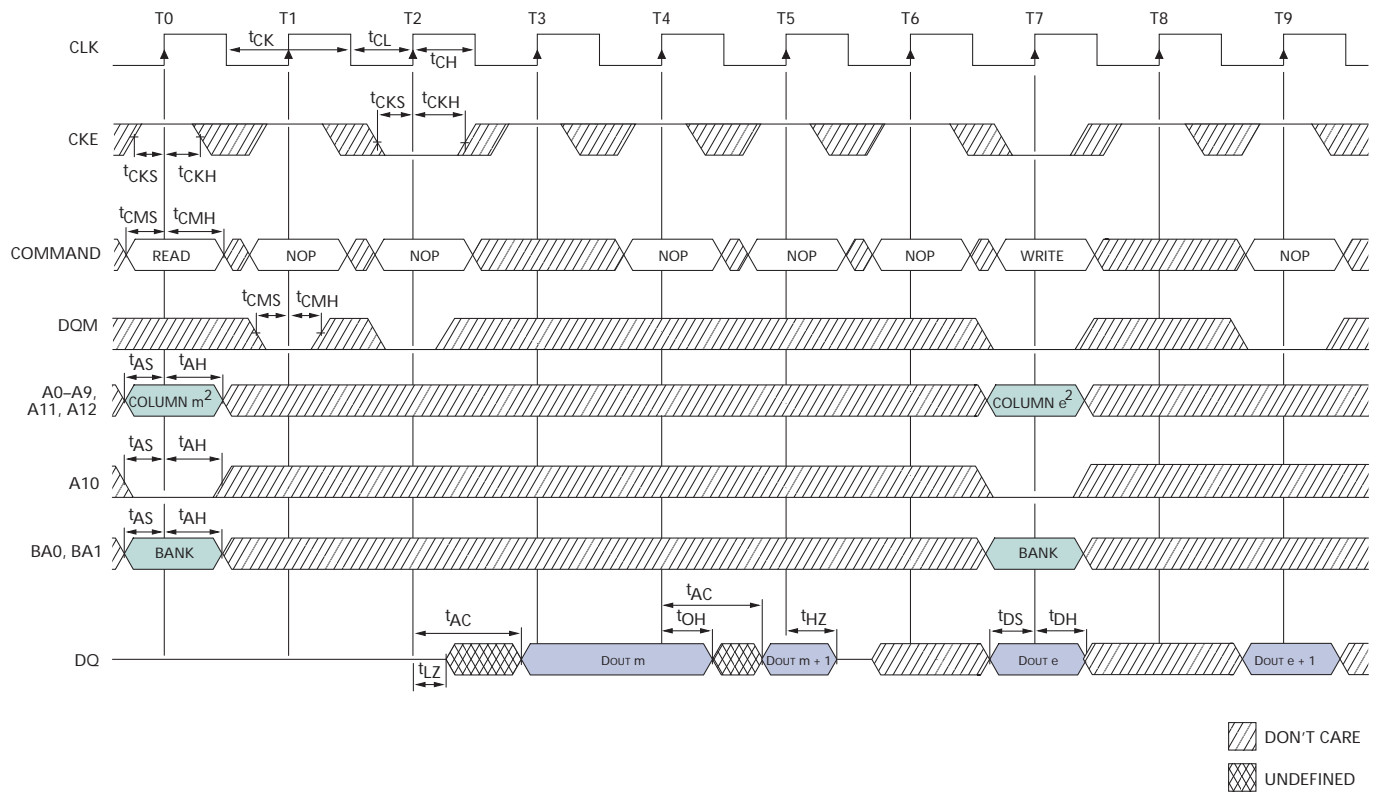 T0 T1 T2 T3 T4 T5 T6 T7 T8 T9
CLK
tCK tCL
tCH
tCKS tCKH
CKE
tCKS tCKH
tCMS tCMH
COMMAND READ NOP NOP NOP NOP NOP WRITE NOP
tCMS tCMH
DQM
tAS tAH
A0–A9,
A11, A12
COLUMN m2 COLUMN e2
tAS tAH
A10
tAS tAH
BA0, BA1 BANK BANK
tAC
tAC tOH tHZ tDS tDH
DQ DOUT m DOUT m + 1 DOUT e DOUT e + 1
tLZ
DON'T CARE
UNDEFINED